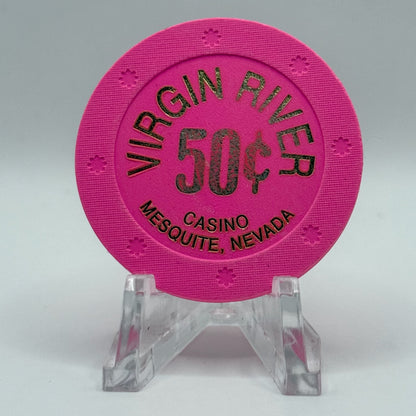 VIRGIN RIVER
50¢
CASINO
MESQUITE, NEVADA